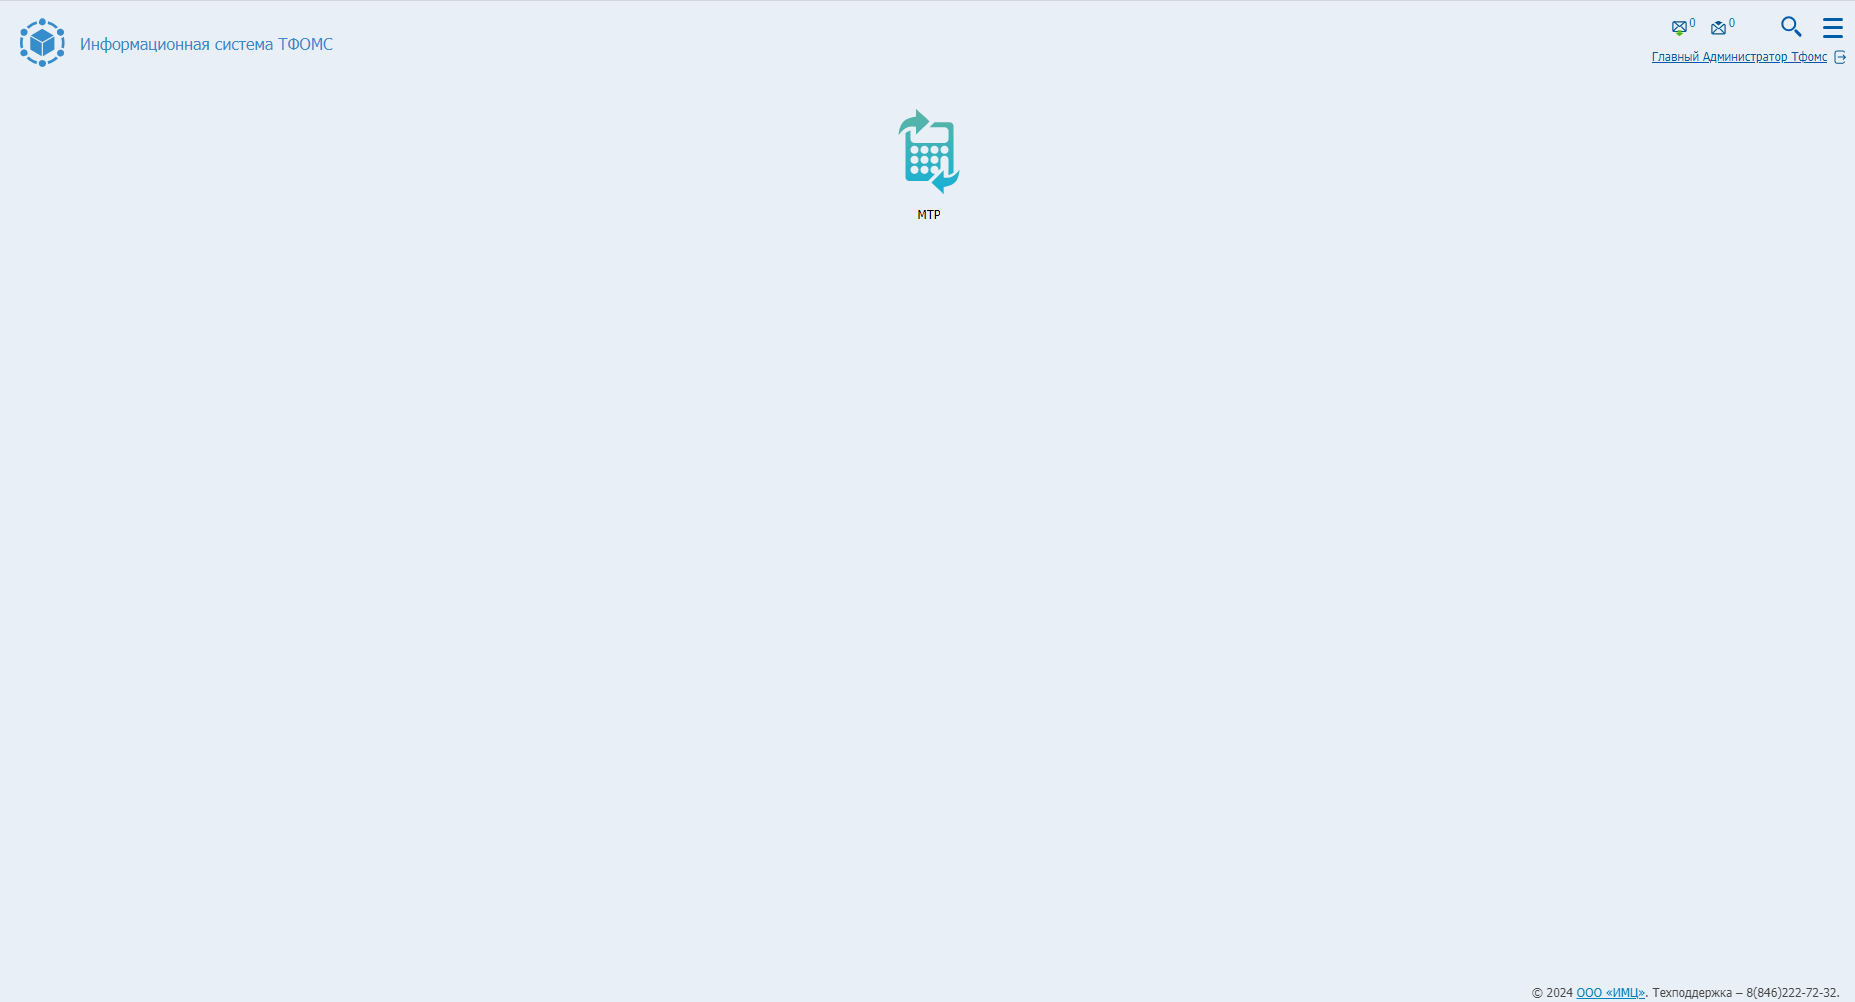 Информационная система ТФОМС
0 0
Главный Администратор Тфомс
МТР
© 2024 ООО «ИМЦ». Техподдержка – 8(846)222-72-32.